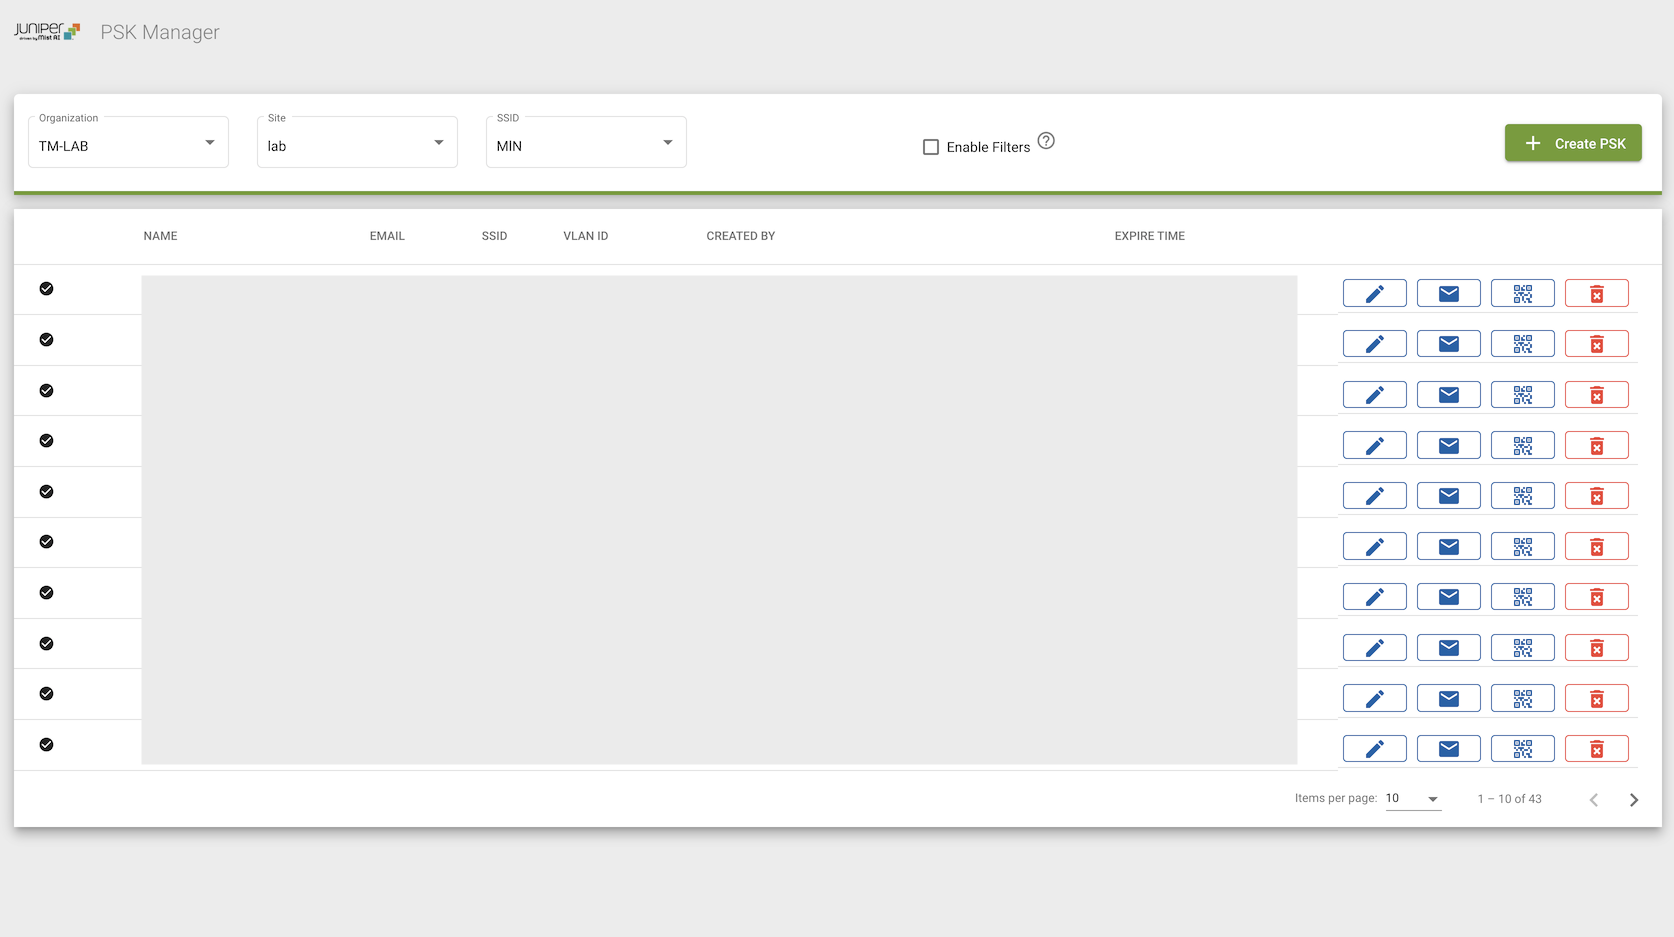 JUNIPER
driven by Mist AI
PSK Manager
Organization
TM-LAB
Site
lab
SSID
MIN
Enable Filters ?
+ Create PSK
NAME EMAIL SSID VLAN ID CREATED BY EXPIRE TIME
Items per page: 10 1 – 10 of 43